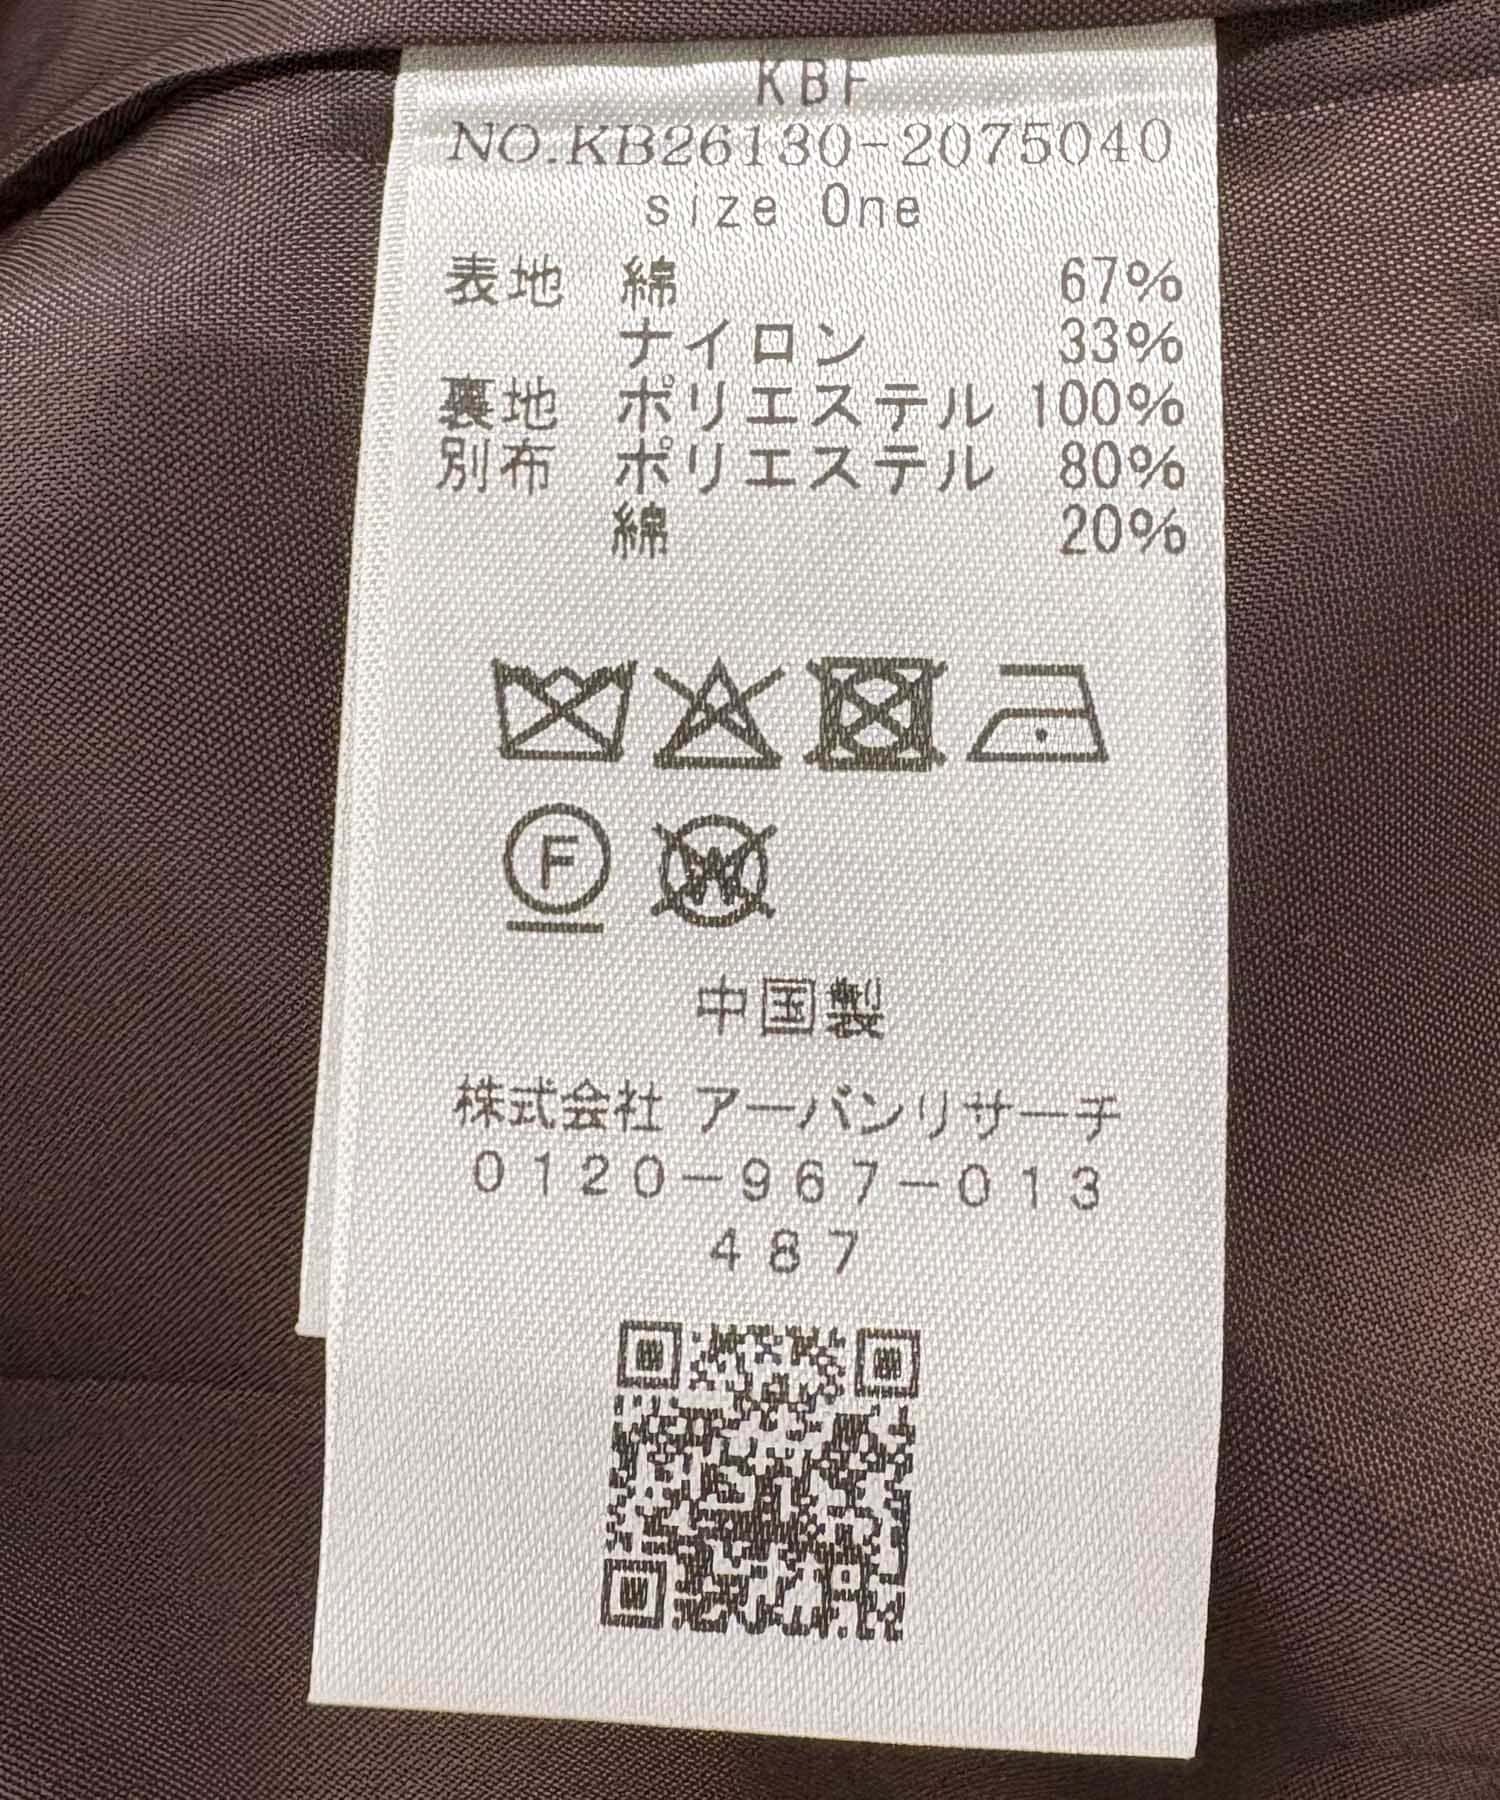 KBF
NO.KB26130-2075040
size One
表地 綿 67%
ナイロン 33%
裏地 ポリエステル 100%
別布 ポリエステル 80%
綿 20%
F
W
中国製
株式会社 アーバンリサーチ
0120-967-013
487